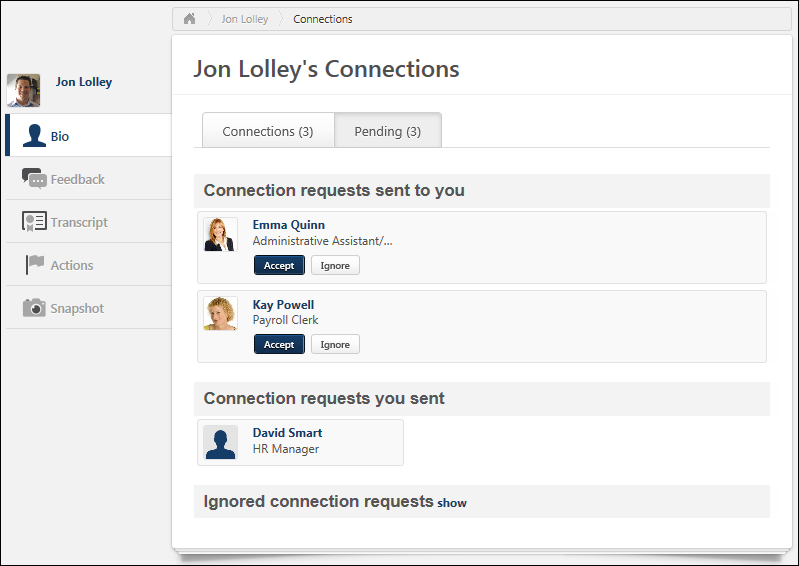 Jon Lolley
Connections
Jon Lolley's Connections
Jon Lolley
Bio
Feedback
Transcript
Actions
Snapshot
Connections (3)
Pending (3)
Connection requests sent to you
Emma Quinn
Administrative Assistant/...
Accept
Ignore
Kay Powell
Payroll Clerk
Accept
Ignore
Connection requests you sent
David Smart
HR Manager
Ignored connection requests show